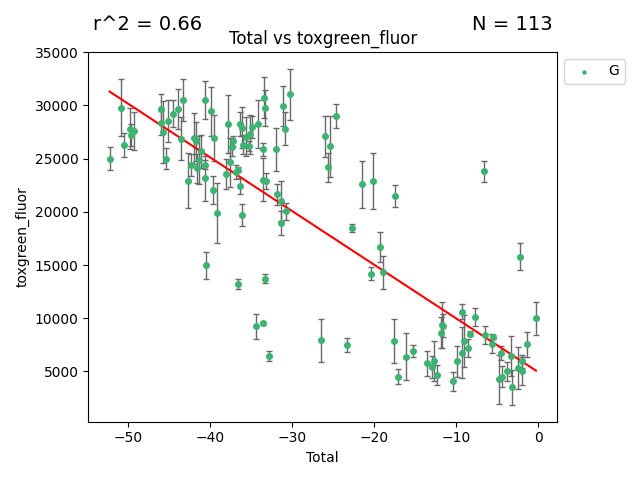 r^2 = 0.66 N = 113
Total vs toxgreen_fluor
35000
30000
25000
20000
15000
10000
5000
toxgreen_fluor
−50 −40 −30 −20 −10 0
Total
G